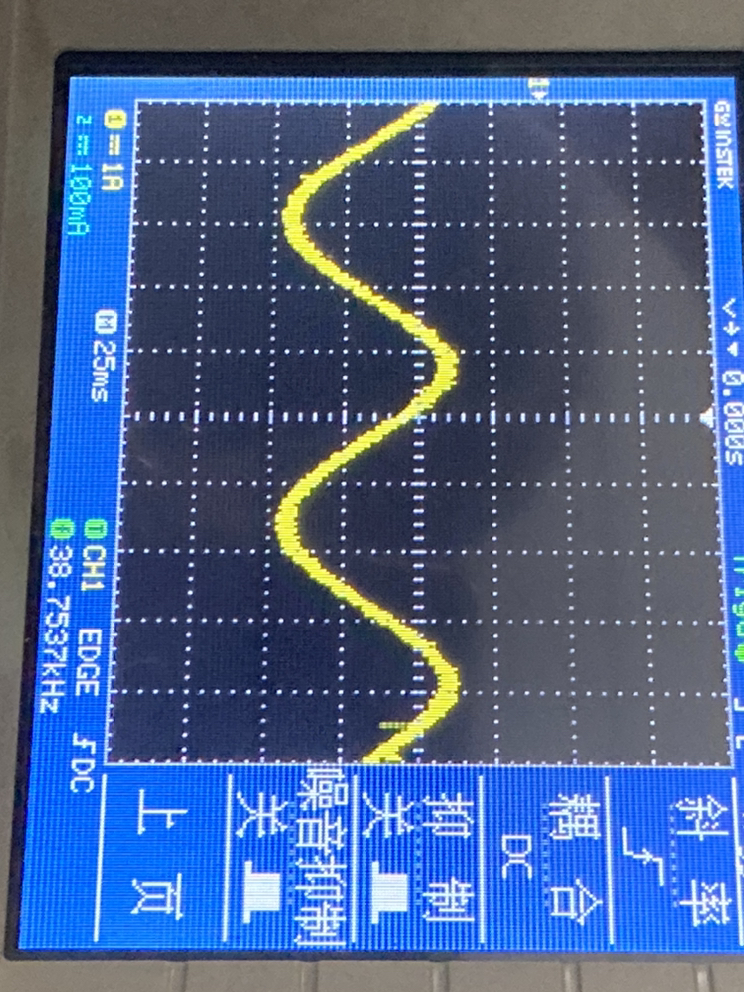 GW INSTEK
0.000s
斜 率
耦 合
DC
抑 制
关
噪音抑制
关
上 页
1
1 1A
M 25ms
T CH1 EDGE DC
2 100mA
F 38.7537kHz